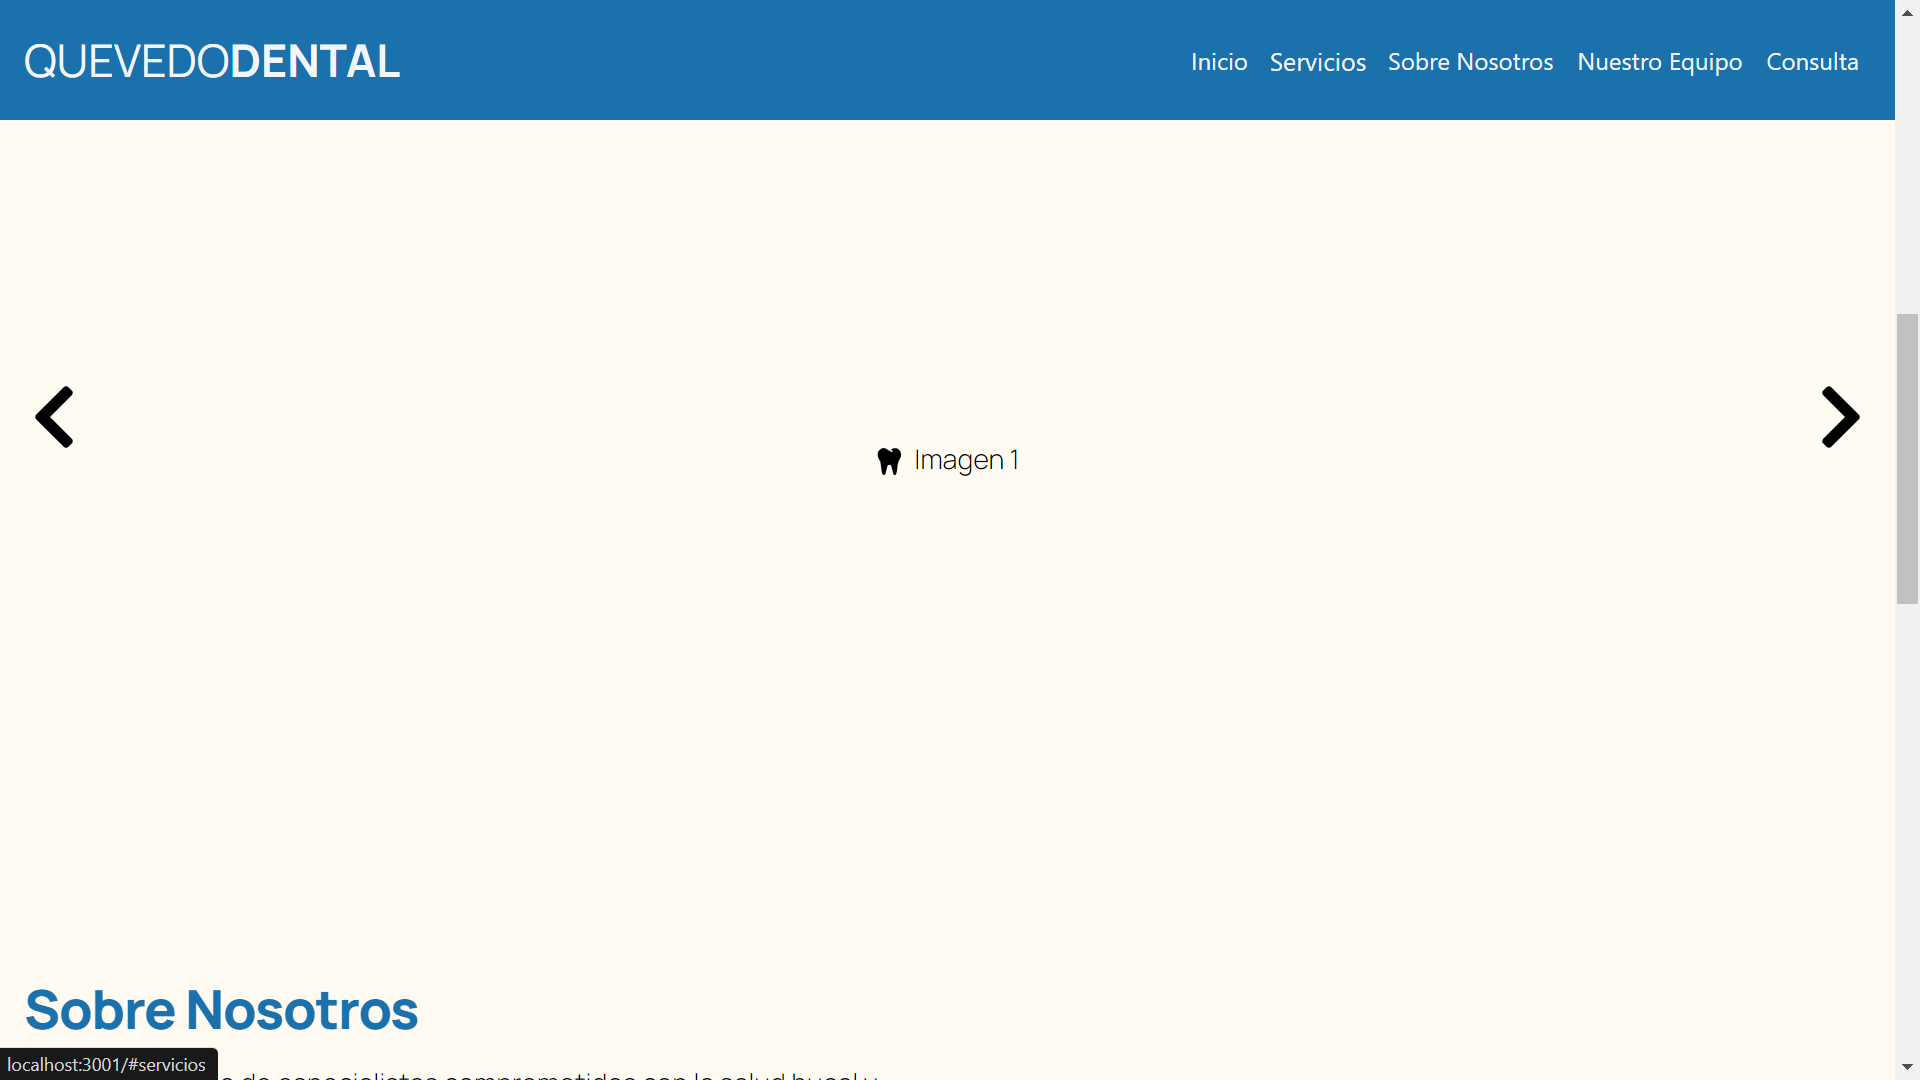 QUEVEDODENTAL
Inicio Servicios Sobre Nosotros Nuestro Equipo Consulta
Imagen 1
Sobre Nosotros
de especialistas comprometidos con la salud bucal y
localhost:3001/#servicios